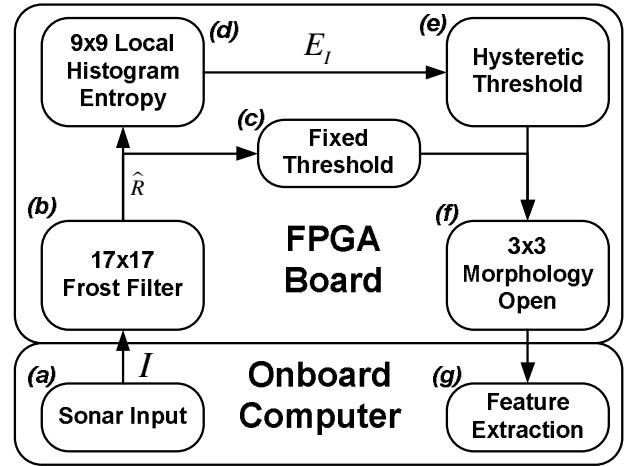 9x9 Local
Histogram
Entropy
(d)
E_I
(e)
Hysteretic
Threshold
(c)
Fixed
Threshold
R̂
(b)
17x17
Frost Filter
FPGA
Board
(f)
3x3
Morphology
Open
(a)
I
Sonar Input
Onboard
Computer
(g)
Feature
Extraction